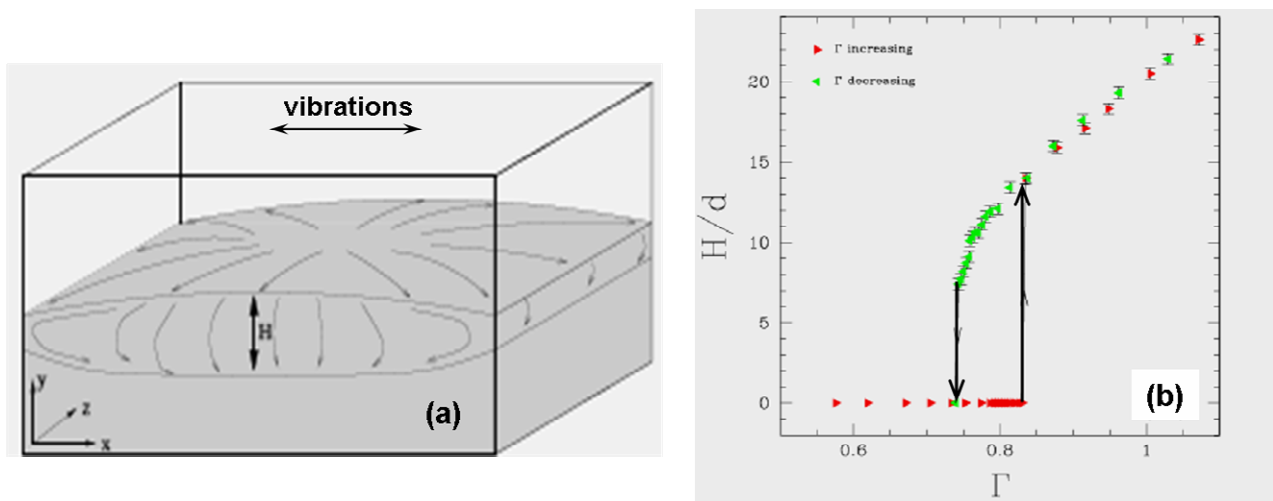 vibrations
H
y
z
x
(a)
Γ increasing
Γ decreasing
H/d
20
15
10
5
0
0.6
0.8
1
Γ
(b)